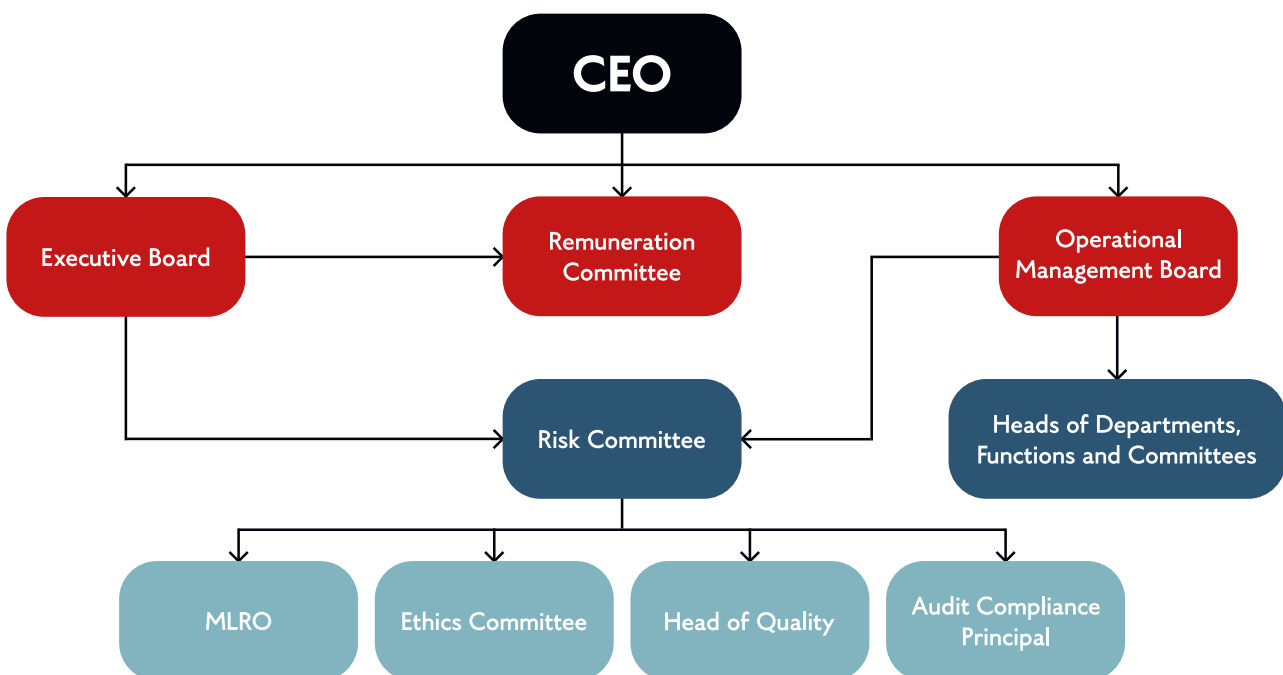 CEO
Executive Board
Remuneration
Committee
Operational
Management Board
Risk Committee
Heads of Departments,
Functions and Committees
MLRO
Ethics Committee
Head of Quality
Audit Compliance
Principal